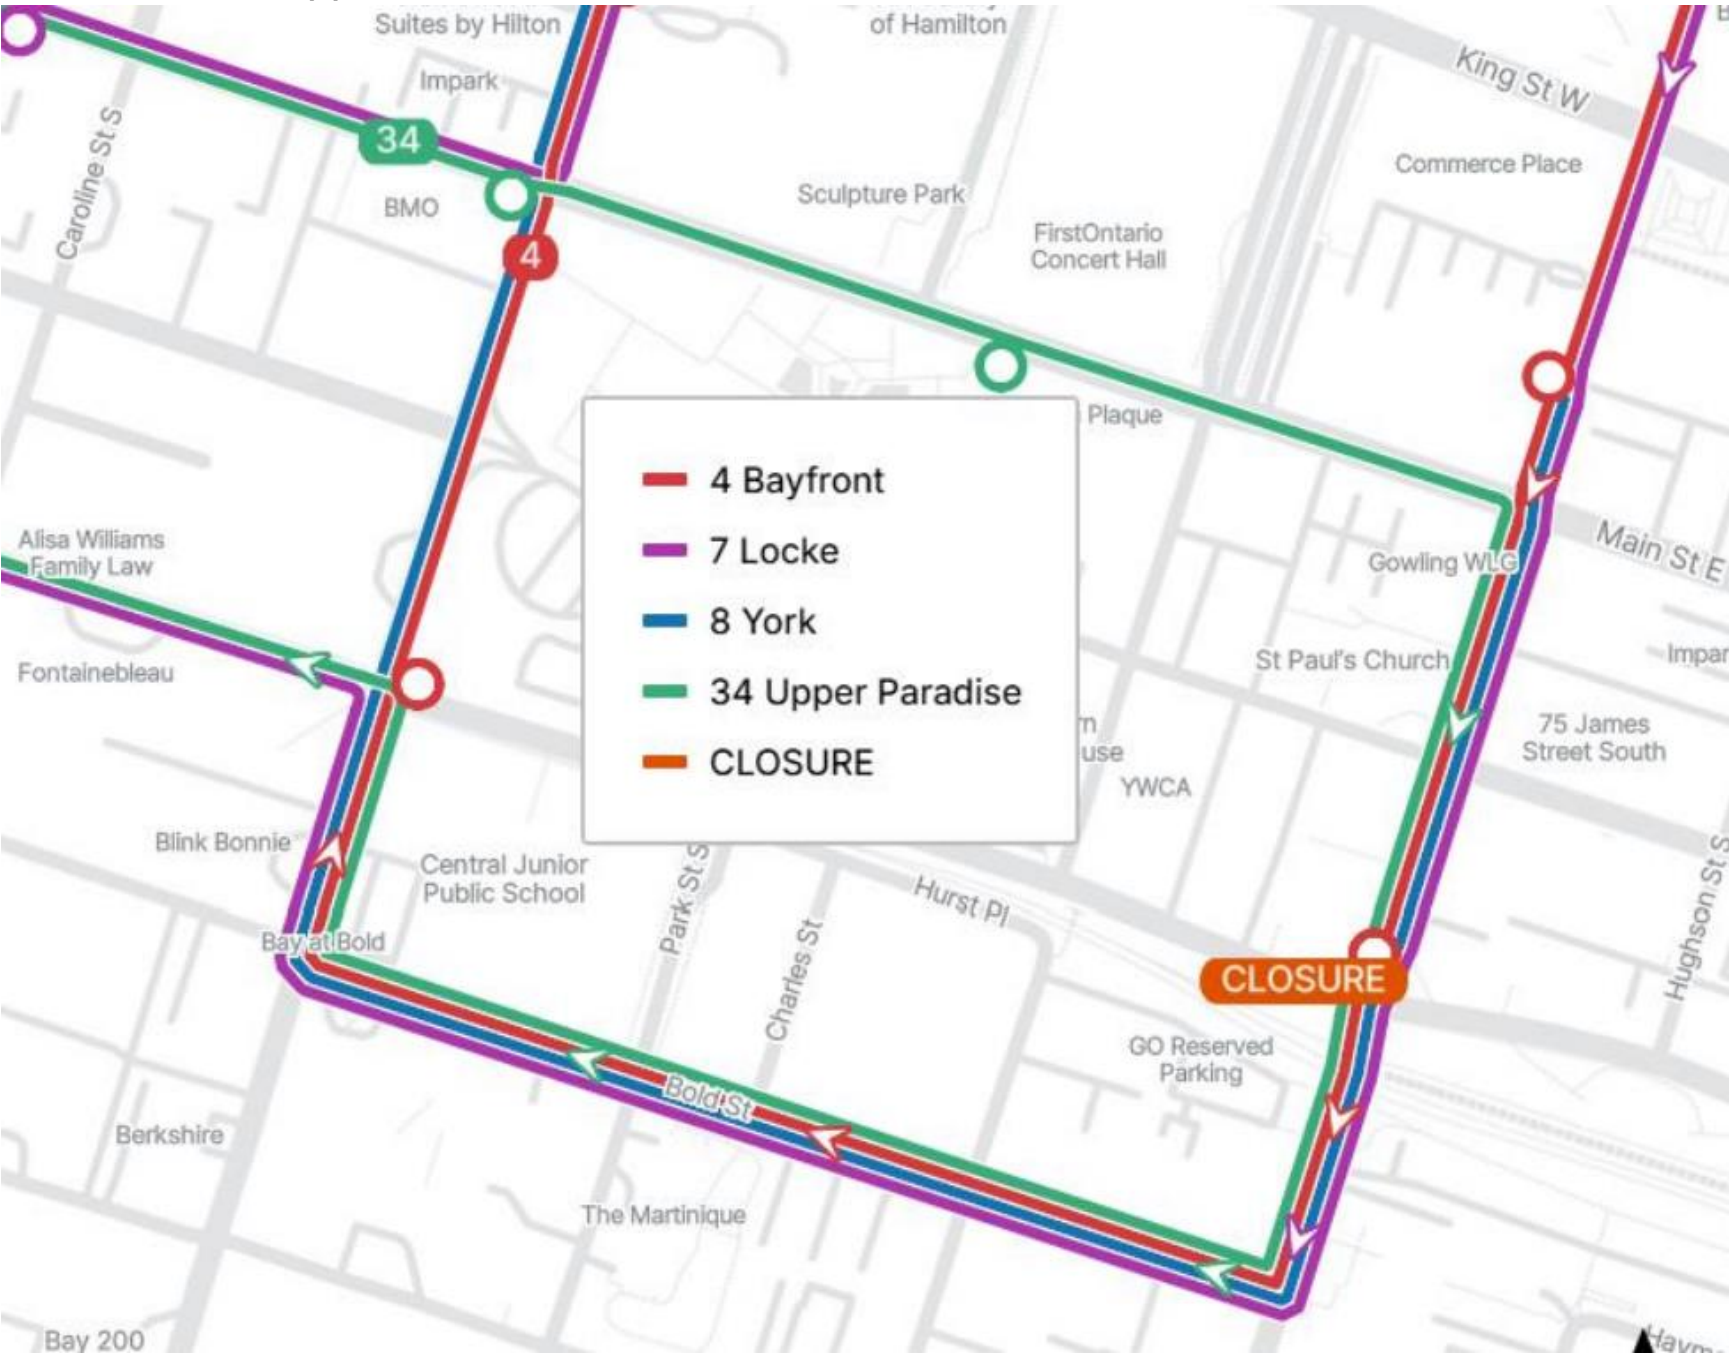 Suites by Hilton
of Hamilton
King St W
Impark
Caroline St S
34
Commerce Place
BMO
Sculpture Park
4
FirstOntario
Concert Hall
Plaque
4 Bayfront
7 Locke
8 York
34 Upper Paradise
CLOSURE
Alisa Williams
Family Law
Main St E
Gowling WLG
St Paul's Church
Fontainebleau
75 James
Street South
YWCA
Blink Bonnie
Central Junior
Public School
Park St S
Hurst Pl
Charles St
Hughson St S
Bay at Bold
CLOSURE
GO Reserved
Parking
Bold St
Berkshire
The Martinique
Bay 200